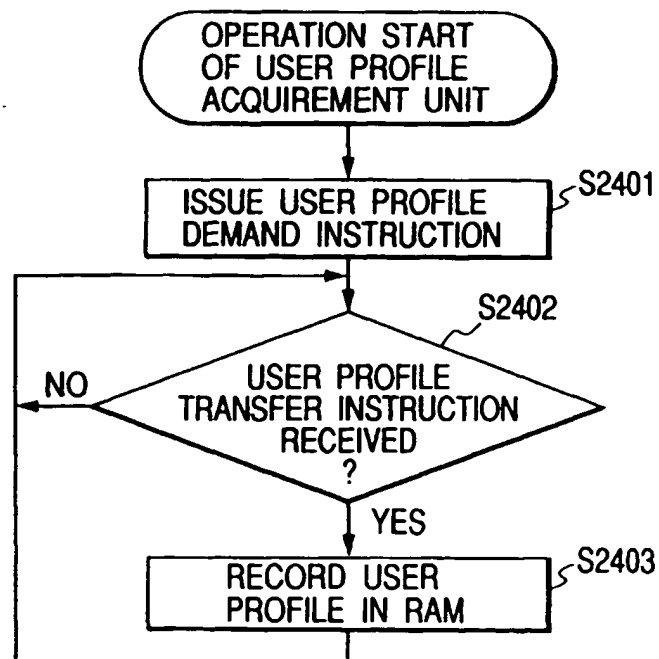 OPERATION START
OF USER PROFILE
ACQUIREMENT UNIT
S2401
ISSUE USER PROFILE
DEMAND INSTRUCTION
S2402
NO
USER PROFILE
TRANSFER INSTRUCTION
RECEIVED
?
YES
S2403
RECORD USER
PROFILE IN RAM